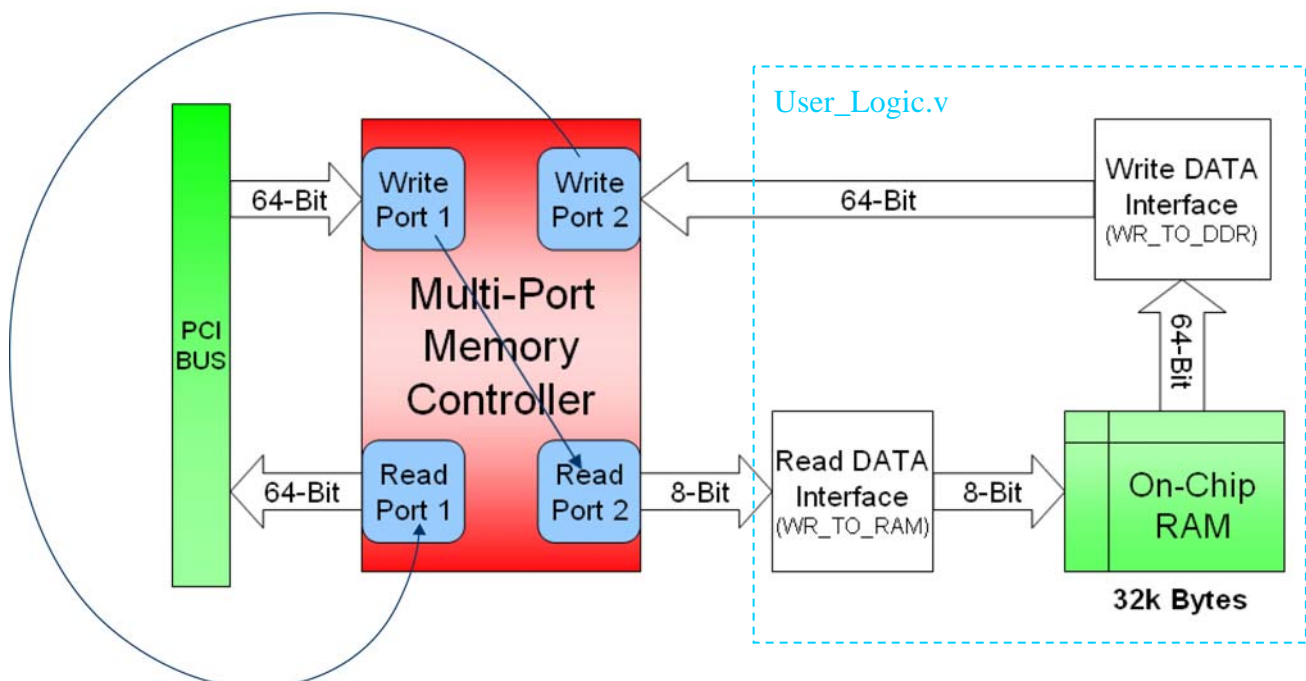 User_Logic.v
PCI
BUS
64-Bit
Write
Port 1
Write
Port 2
64-Bit
Write DATA
Interface
(WR_TO_DDR)
Multi-Port
Memory
Controller
64-Bit
64-Bit
Read
Port 1
Read
Port 2
8-Bit
Read DATA
Interface
(WR_TO_RAM)
8-Bit
On-Chip
RAM
32k Bytes